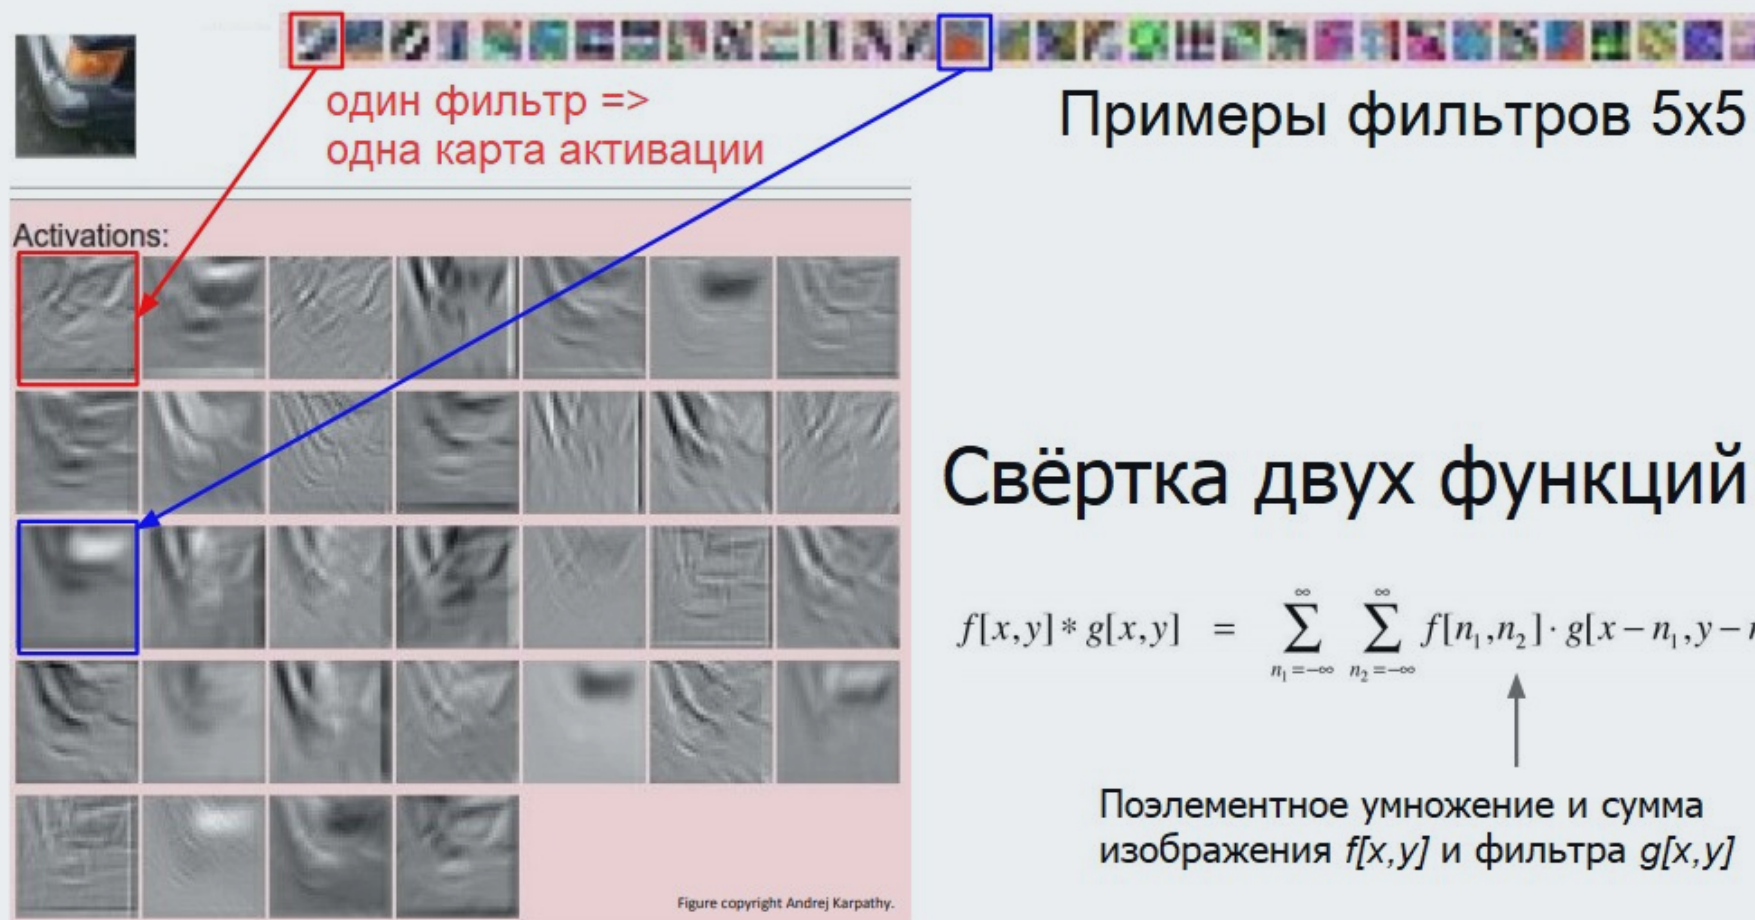 один фильтр =>
одна карта активации
Примеры фильтров 5x5
Activations:
Свёртка двух функций
f[x,y] * g[x,y] = ∑ ∑ f[n₁,n₂] · g[x − n₁, y −
∞ ∞
n₁ = −∞ n₂ = −∞
Поэлементное умножение и сумма
изображения f[x,y] и фильтра g[x,y]
Figure copyright Andrej Karpathy.